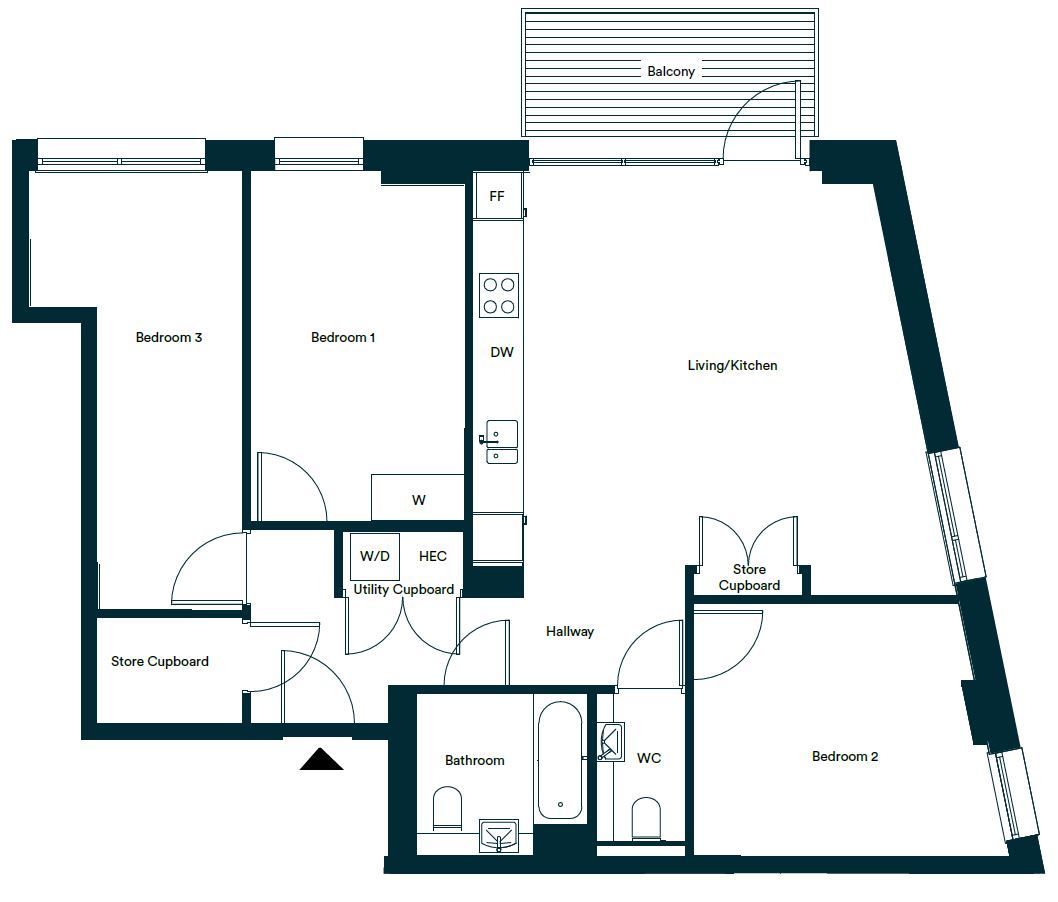 Balcony
FF
Bedroom 3
Bedroom 1
DW
Living/Kitchen
W
W/D
HEC
Utility Cupboard
Store
Cupboard
Hallway
Store Cupboard
Bathroom
WC
Bedroom 2